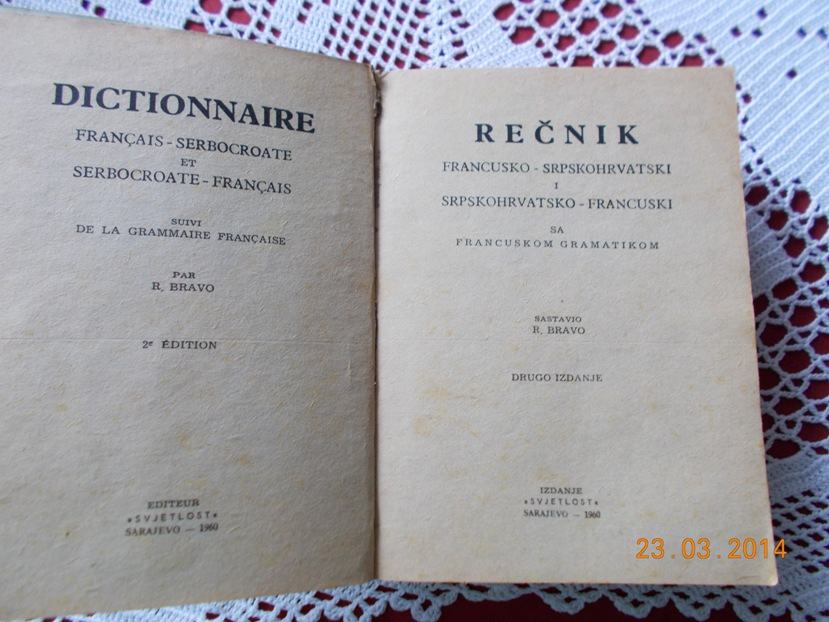 DICTIONNAIRE
FRANÇAIS - SERBOCROATE
ET
SERBOCROATE - FRANÇAIS
SUIVI
DE LA GRAMMAIRE FRANÇAISE
PAR
R. BRAVO
2e ÉDITION
EDITEUR
★SVJETLOST★
SARAJEVO — 1960
REČNIK
FRANCUSKO - SRPSKOHRVATSKI
I
SRPSKOHRVATSKO - FRANCUSKI
SA
FRANCUSKOM GRAMATIKOM
SASTAVIO
R. BRAVO
DRUGO IZDANJE
IZDANJE
★SVJETLOST★
SARAJEVO — 1960
23.03.2014